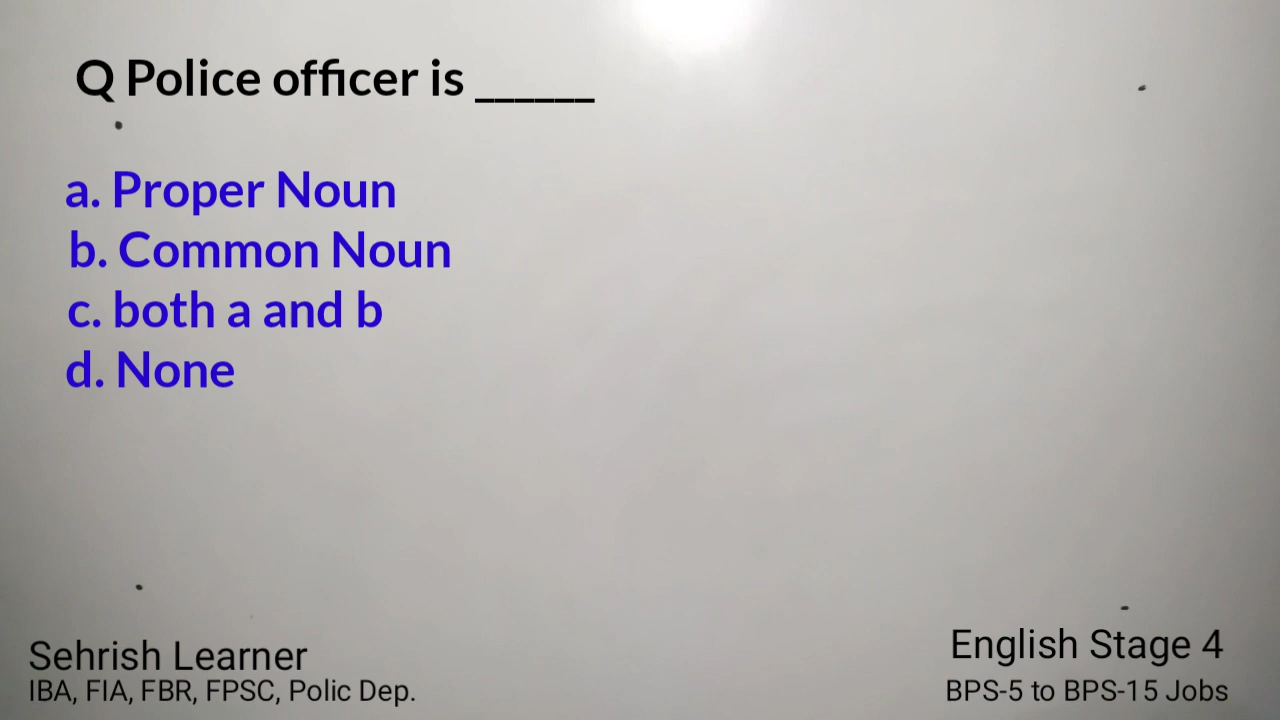 Q Police officer is ______
a. Proper Noun
b. Common Noun
c. both a and b
d. None
Sehrish Learner
IBA, FIA, FBR, FPSC, Polic Dep.
English Stage 4
BPS-5 to BPS-15 Jobs